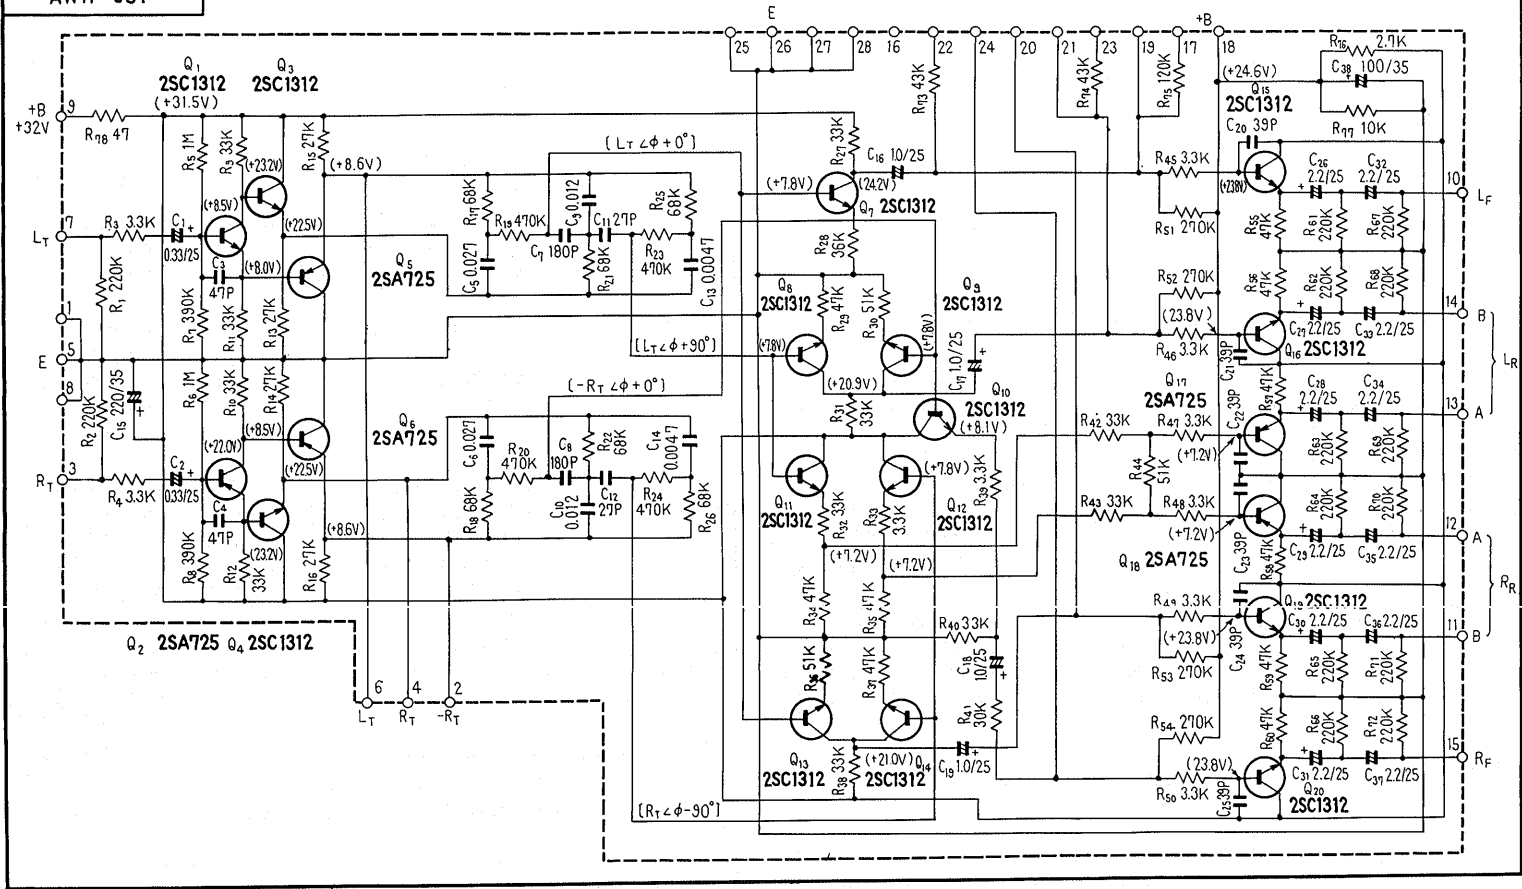 E
+B
25
26
27
28
16
22
24
20
21
23
19
17
18
Q1
2SC1312
Q3
2SC1312
(+31.5V)
+B
+32V
9
R78 47
R5 1M
R9 33K
R15 27K
(+23.2V)
(+8.6V)
(+8.5V)
(+22.5V)
7
LT
R3 3.3K
C1
0.33/25
C3
47P
(+8.0V)
R1 220K
R7 390K
R11 33K
R13 27K
Q5
2SA725
1
E
5
8
R2 220K
C15 220/35
R6 1M
R10 33K
R14 27K
Q6
2SA725
(+8.5V)
(+22.0V)
(+22.5V)
3
RT
R4 3.3K
C2
0.33/25
C4
47P
(23.2V)
(+8.6V)
R8 390K
R12
33K
R16 27K
Q2 2SA725 Q4 2SC1312
6
4
2
LT
RT
-RT
[LT∠ϕ+0°]
R17 68K
R19 470K
C9 0.012
C11 27P
R25
68K
C5 0.027
C7 180P
R21 68K
R23
470K
C13 0.0047
[LT∠ϕ+90°]
[-RT∠ϕ+0°]
C6 0.027
R20
470K
C8
180P
R22
68K
C14
0.0047
R18 68K
C10
0.012
C12
27P
R24
470K
R26 68K
[RT∠ϕ-90°]
R27 33K
C16 1.0/25
R73 43K
R74 43K
R75 120K
(+7.8V)
(24.2V)
Q7
2SC1312
R28
36K
Q8
2SC1312
Q9
2SC1312
R29 47K
R30 51K
(+7.8V)
(+7.8V)
C17 1.0/25
(+20.9V)
R31
33K
Q10
2SC1312
(+8.1V)
Q11
2SC1312
(+7.8V)
Q12
2SC1312
R32 33K
R33
3.3K
R39 3.3K
(+7.2V)
(+7.2V)
R34 47K
R35 47K
R40 33K
R36 51K
R37 47K
C18
1.0/25
R41
30K
Q13
2SC1312
R38 33K
(+21.0V)
Q14
2SC1312
C19 1.0/25
(+24.6V)
R76
2.7K
C38 100/35
R77 10K
Q15
2SC1312
C20 39P
R45 3.3K
(+23.8V)
R51
270K
C26
2.2/25
C32
2.2/25
10
LF
R55
47K
R61
220K
R67
220K
R52 270K
(23.8V)
R46
3.3K
R56
47K
R62
220K
R68
220K
14
B
C27 2.2/25
C33 2.2/25
C21 39P
Q16 2SC1312
LR
Q17
2SA725
C22 39P
R57 47K
C28
2.2/25
C34
2.2/25
13
A
R42 33K
R47 3.3K
(+7.2V)
R44
51K
R63
220K
R69
220K
R43 33K
R48 3.3K
(+7.2V)
R64
220K
R70
220K
12
A
Q18 2SA725
C23 39P
R58 47K
C29 2.2/25
C35 2.2/25
RR
R49 3.3K
(+23.8V)
Q19 2SC1312
C30 2.2/25
C36 2.2/25
11
B
C24 39P
R53
270K
R59 47K
R65
220K
R71
220K
R54 270K
(23.8V)
R60 47K
R66
220K
R72
220K
15
RF
R50 3.3K
C25 39P
Q20
2SC1312
C31 2.2/25
C37 2.2/25